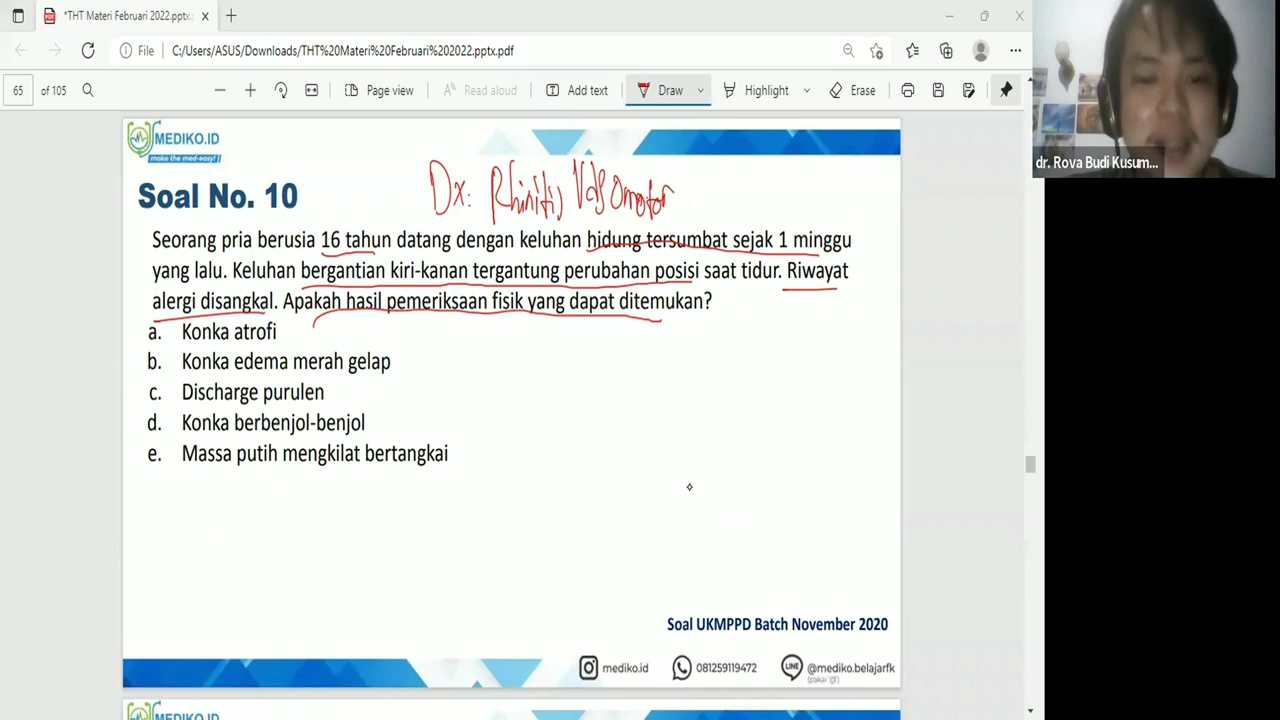 *THT Materi Februari 2022.pptx.p
File
C:/Users/ASUS/Downloads/THT%20Materi%20Februari%202022.pptx.pdf
65 of 105
Page view
Read aloud
Add text
Draw
Highlight
Erase
dr. Rova Budi Kusum...
MEDIKO.ID
make the med-easy!
Dx: Rhinitis Vasomotor
Soal No. 10
Seorang pria berusia 16 tahun datang dengan keluhan hidung tersumbat sejak 1 minggu
yang lalu. Keluhan bergantian kiri-kanan tergantung perubahan posisi saat tidur. Riwayat
alergi disangkal. Apakah hasil pemeriksaan fisik yang dapat ditemukan?
a. Konka atrofi
b. Konka edema merah gelap
c. Discharge purulen
d. Konka berbenjol-benjol
e. Massa putih mengkilat bertangkai
Soal UKMPPD Batch November 2020
mediko.id
081259119472
LINE
@mediko.belajarfk
(pakai '@')
MEDIKO.ID